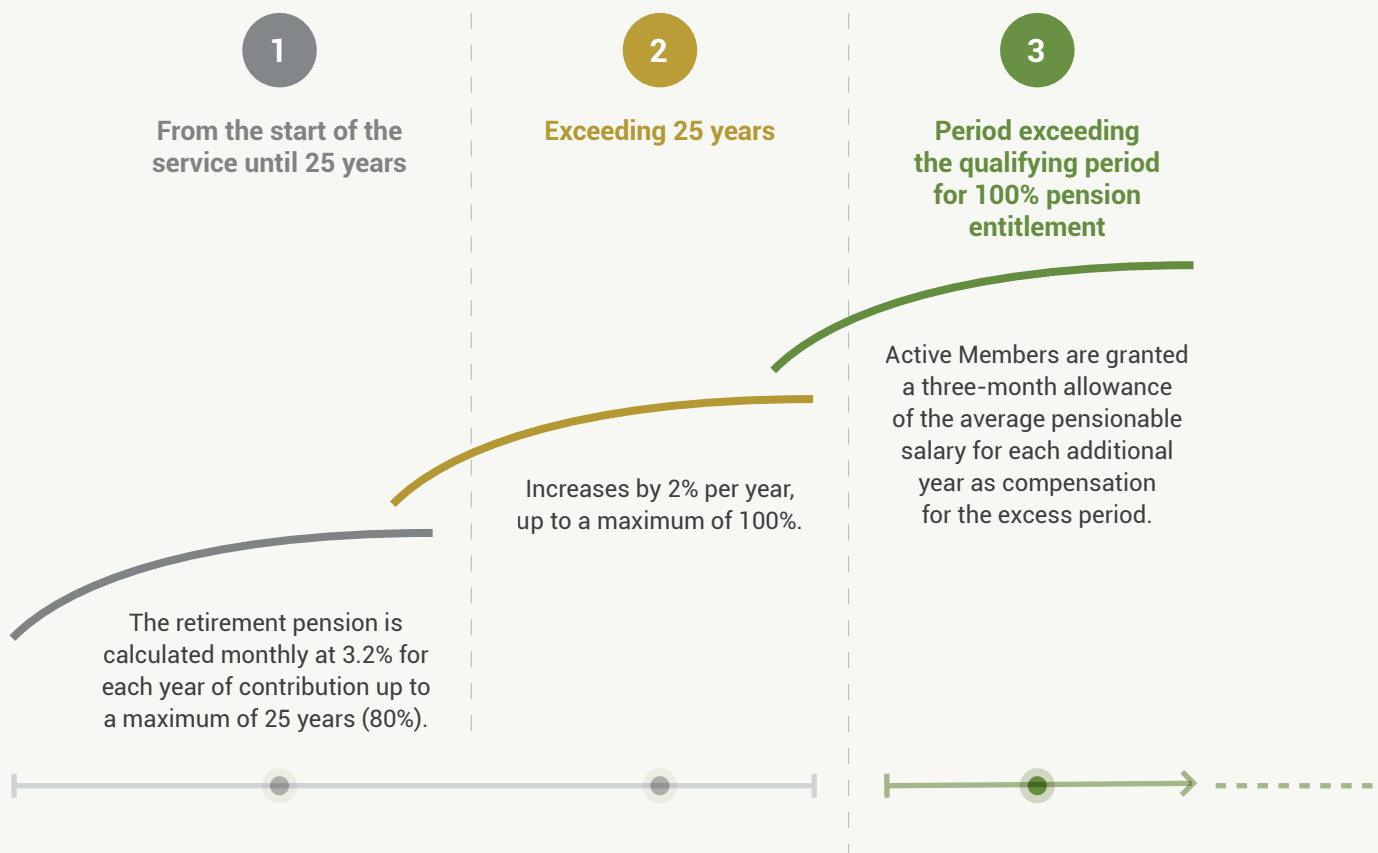 1
From the start of the
service until 25 years
The retirement pension is
calculated monthly at 3.2% for
each year of contribution up to
a maximum of 25 years (80%).
2
Exceeding 25 years
Increases by 2% per year,
up to a maximum of 100%.
3
Period exceeding
the qualifying period
for 100% pension
entitlement
Active Members are granted
a three-month allowance
of the average pensionable
salary for each additional
year as compensation
for the excess period.